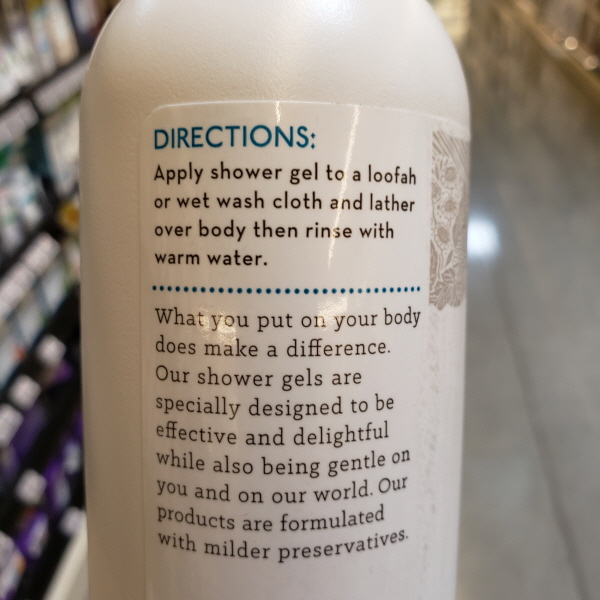 DIRECTIONS:
Apply shower gel to a loofah
or wet wash cloth and lather
over body then rinse with
warm water.
What you put on your body
does make a difference.
Our shower gels are
specially designed to be
effective and delightful
while also being gentle on
you and on our world. Our
products are formulated
with milder preservatives.